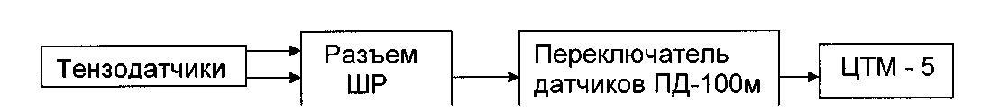 Тензодатчики
Разъем
ШР
Переключатель
датчиков ПД-100м
ЦТМ - 5